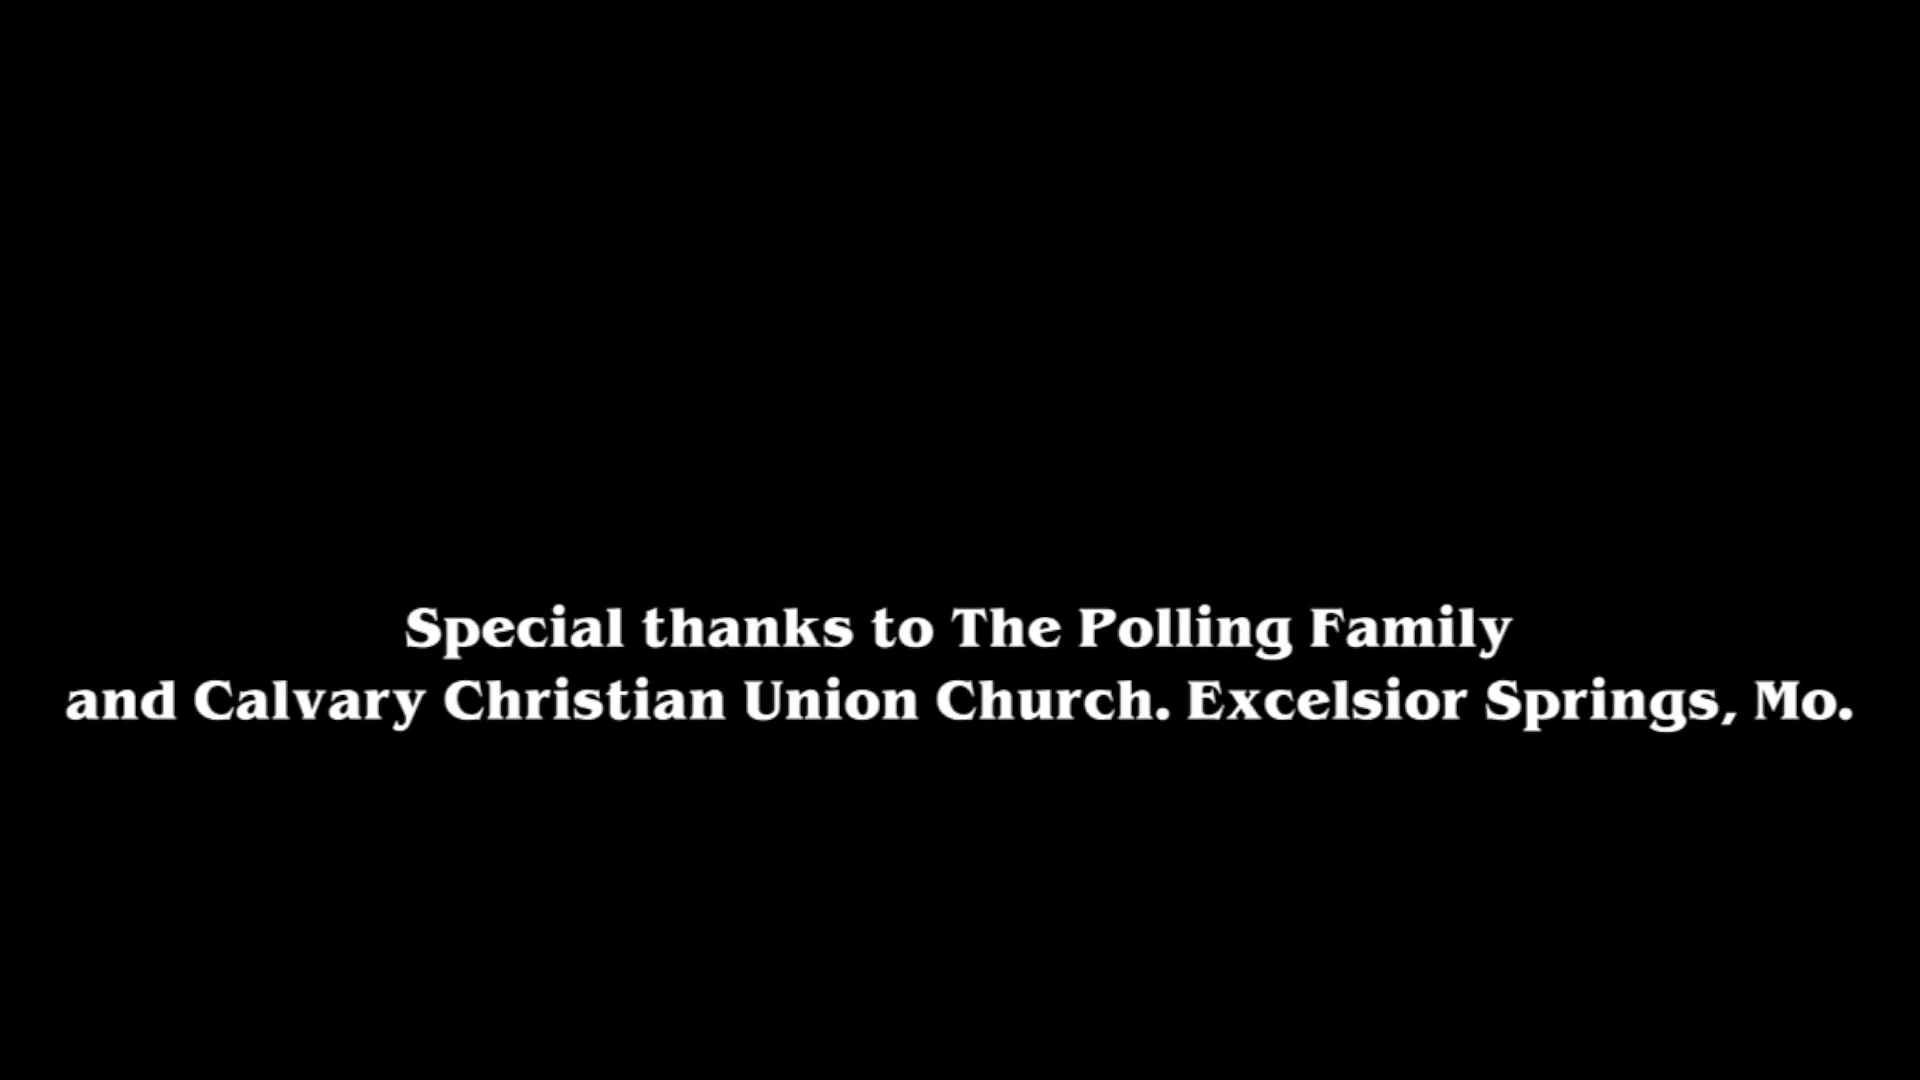 Special thanks to The Polling Family
and Calvary Christian Union Church. Excelsior Springs, Mo.